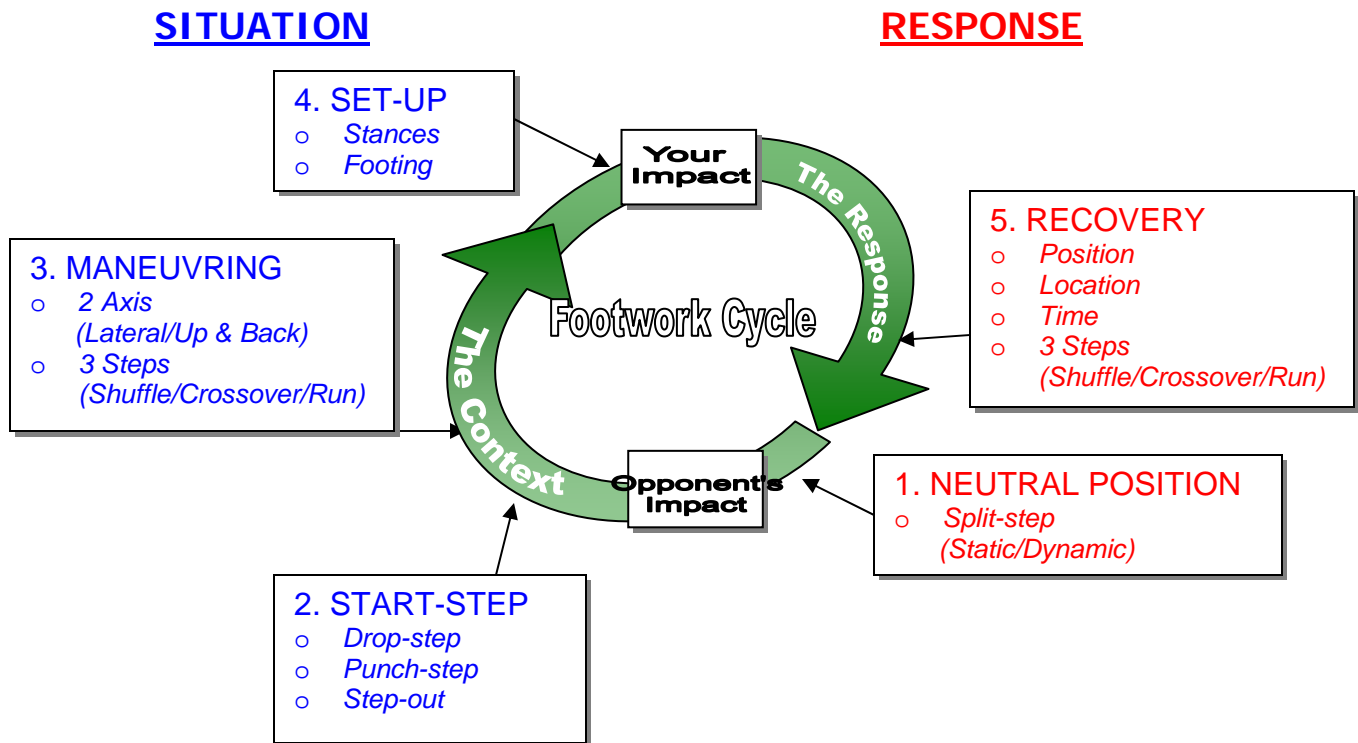 SITUATION
RESPONSE
4. SET-UP
o Stances
o Footing
Your
Impact
The Response
5. RECOVERY
o Position
o Location
o Time
o 3 Steps
(Shuffle/Crossover/Run)
3. MANEUVRING
o 2 Axis
(Lateral/Up & Back)
o 3 Steps
(Shuffle/Crossover/Run)
Footwork Cycle
The Context
Opponent's
Impact
1. NEUTRAL POSITION
o Split-step
(Static/Dynamic)
2. START-STEP
o Drop-step
o Punch-step
o Step-out